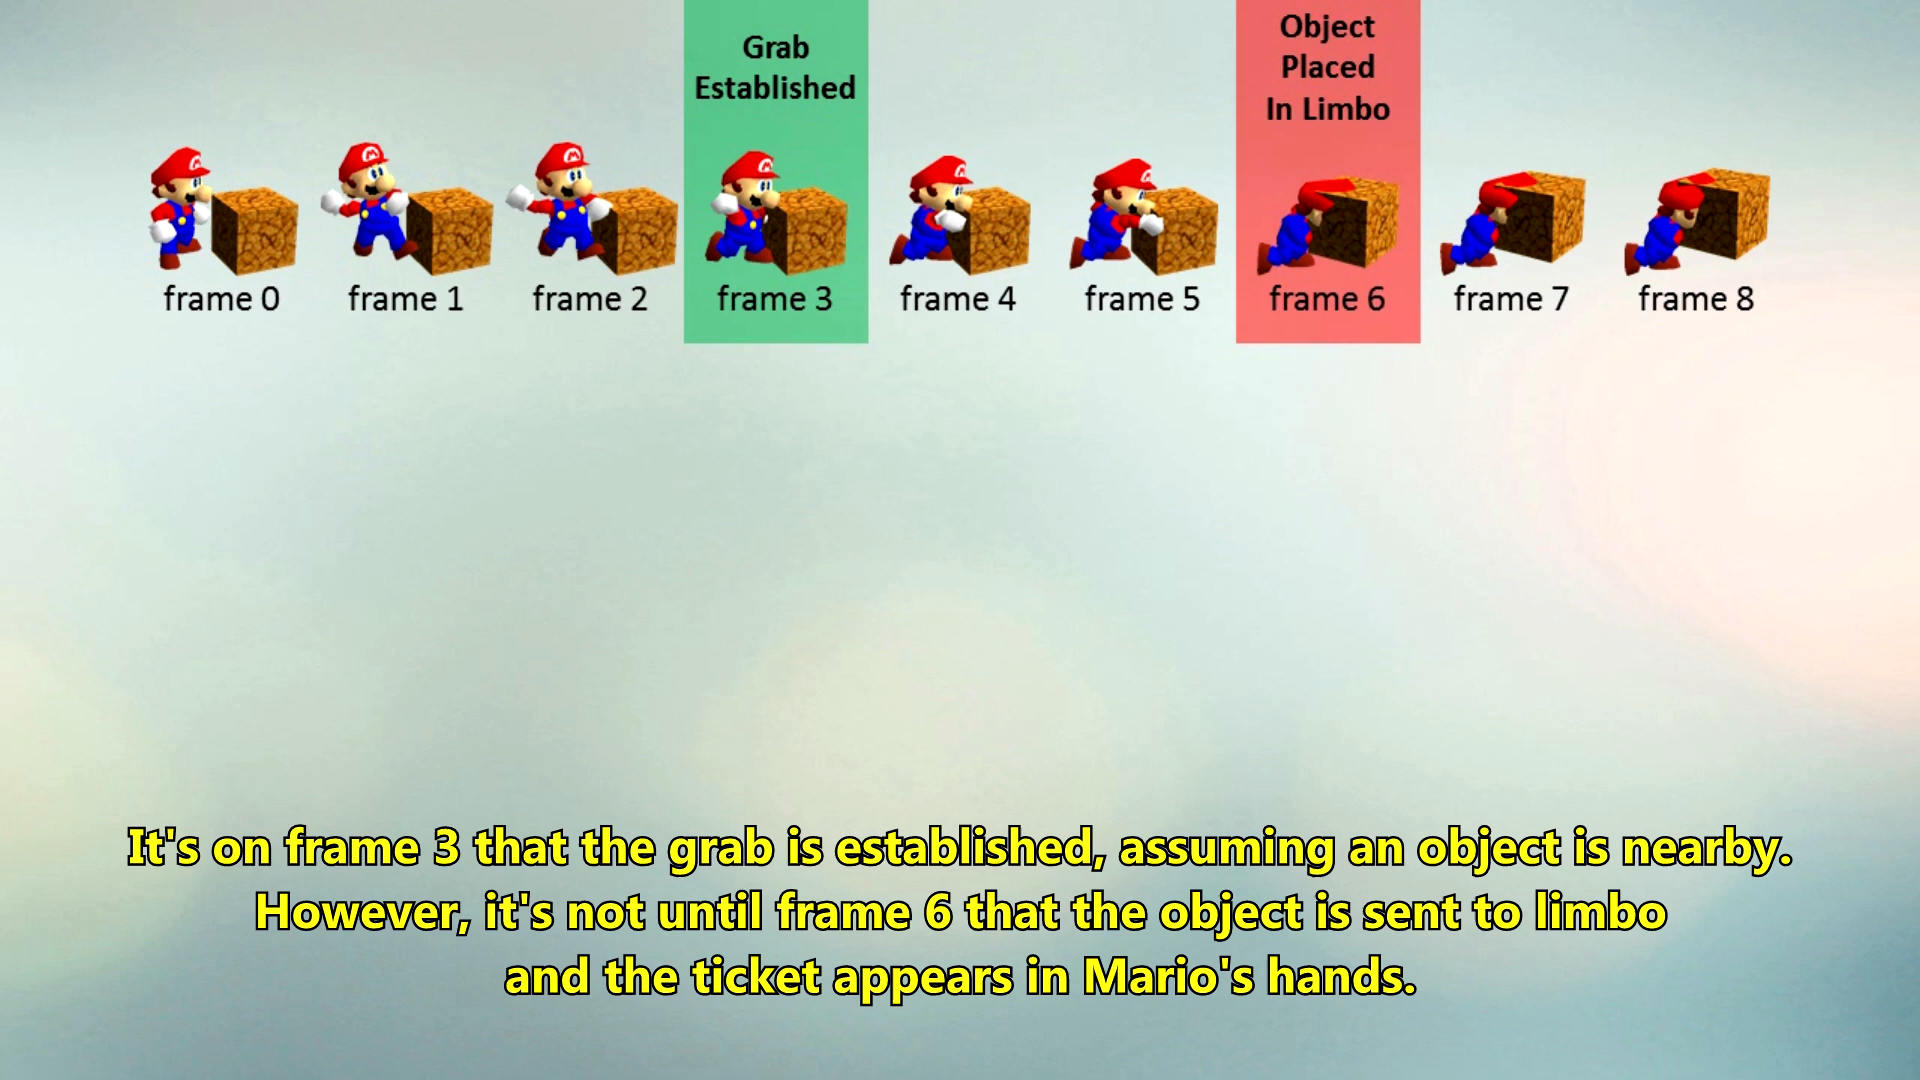 Grab
Established
Object
Placed
In Limbo
frame 0
frame 1
frame 2
frame 3
frame 4
frame 5
frame 6
frame 7
frame 8
It's on frame 3 that the grab is established, assuming an object is nearby.
However, it's not until frame 6 that the object is sent to limbo
and the ticket appears in Mario's hands.